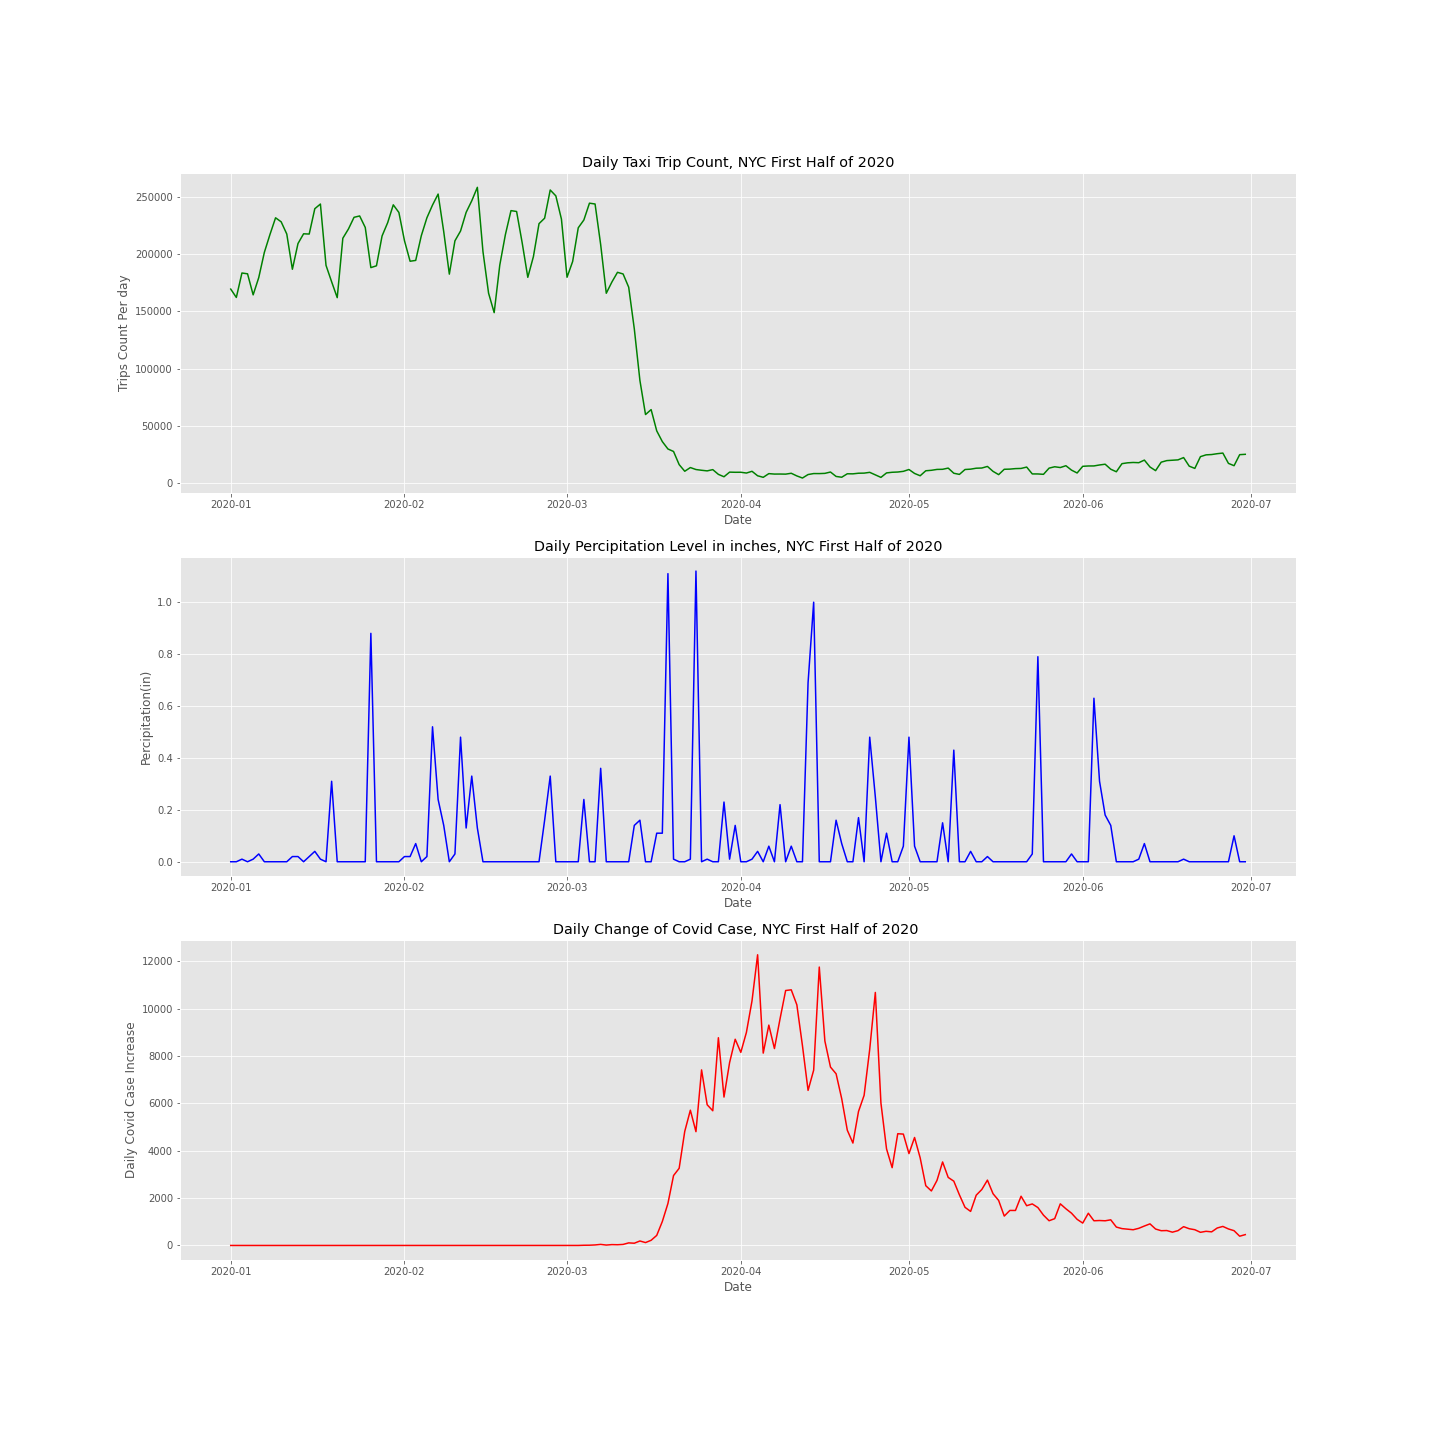 Daily Taxi Trip Count, NYC First Half of 2020
250000
200000
150000
100000
50000
0
Trips Count Per day
2020-01 2020-02 2020-03 2020-04 2020-05 2020-06 2020-07
Date
Daily Percipitation Level in inches, NYC First Half of 2020
1.0
0.8
0.6
0.4
0.2
0.0
Percipitation(in)
2020-01 2020-02 2020-03 2020-04 2020-05 2020-06 2020-07
Date
Daily Change of Covid Case, NYC First Half of 2020
12000
10000
8000
6000
4000
2000
0
Daily Covid Case Increase
2020-01 2020-02 2020-03 2020-04 2020-05 2020-06 2020-07
Date